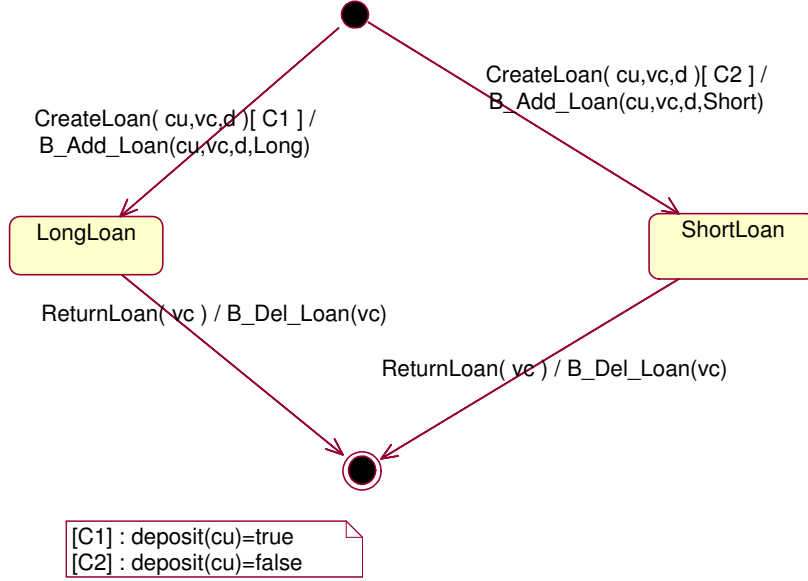 CreateLoan( cu,vc,d )[ C2 ] /
B_Add_Loan(cu,vc,d,Short)
CreateLoan( cu,vc,d )[ C1 ] /
B_Add_Loan(cu,vc,d,Long)
LongLoan
ShortLoan
ReturnLoan( vc ) / B_Del_Loan(vc)
ReturnLoan( vc ) / B_Del_Loan(vc)
[C1] : deposit(cu)=true
[C2] : deposit(cu)=false